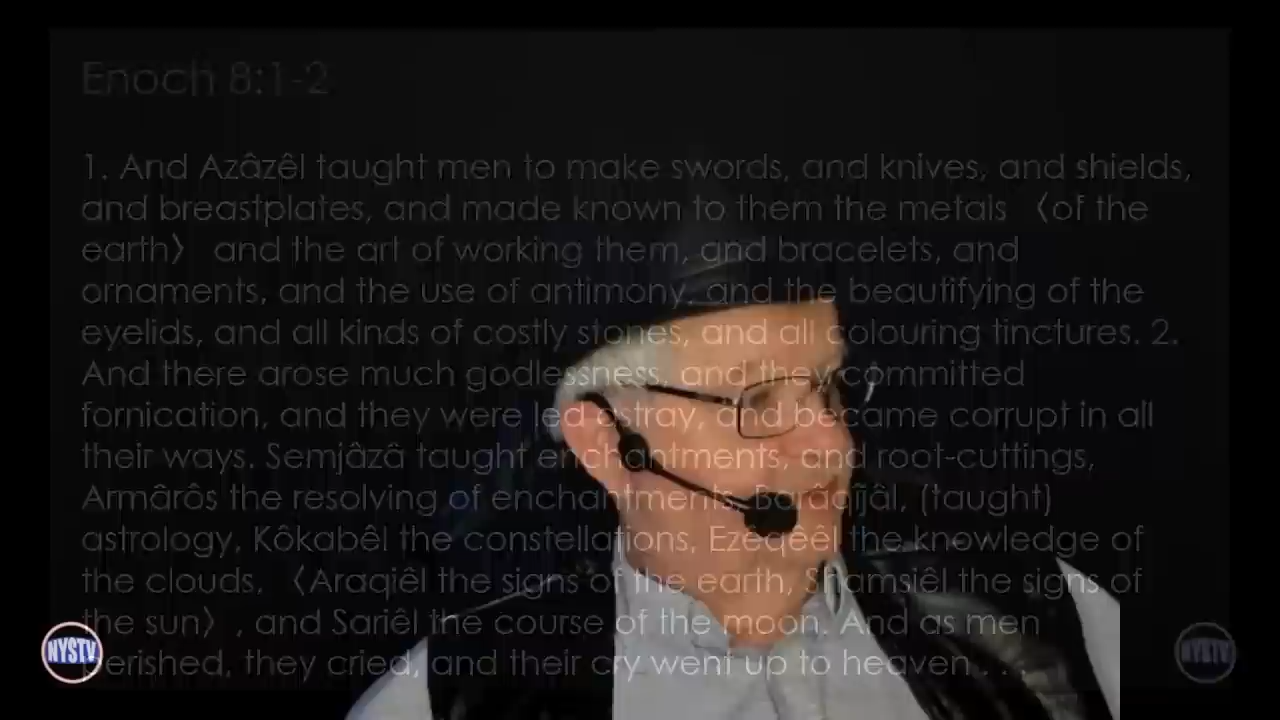 Enoch 8:1-2
1. And Azâzêl taught men to make swords, and knives, and shields,
and breastplates, and made known to them the metals 〈of the
earth〉 and the art of working them, and bracelets, and
ornaments, and the use of antimony, and the beautifying of the
eyelids, and all kinds of costly stones, and all colouring tinctures. 2.
And there arose much godlessness, and they committed
fornication, and they were led astray, and became corrupt in all
their ways. Semjâzâ taught enchantments, and root-cuttings,
Armârôs the resolving of enchantments, Barâqîjâl, (taught)
astrology, Kôkabêl the constellations, Ezêqêêl the knowledge of
the clouds, 〈Araqiêl the signs of the earth, Shamsiêl the signs of
the sun〉, and Sariêl the course of the moon. And as men
perished, they cried, and their cry went up to heaven . . .
NYSTV
NYSTV